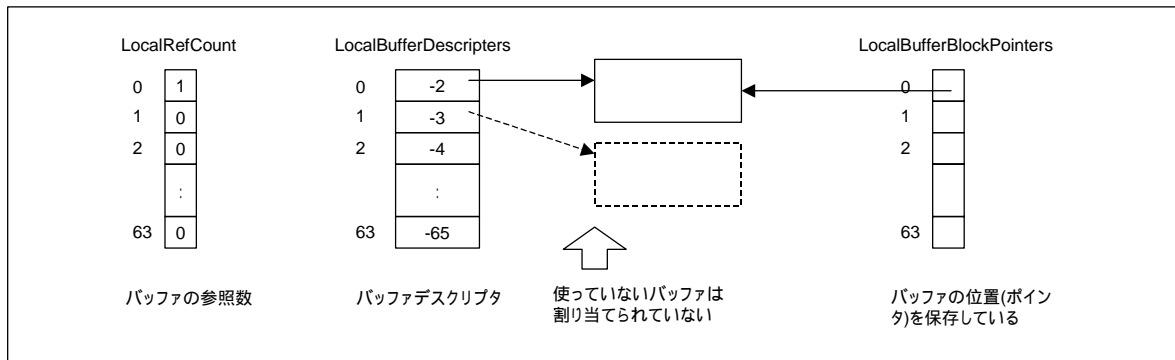 LocalRefCount
0 1
1 0
2 0
:
63 0
バッファの参照数
LocalBufferDescripters
0 -2
1 -3
2 -4
:
63 -65
バッファデスクリプタ
使っていないバッファは
割り当てられていない
LocalBufferBlockPointers
0
1
2
63
バッファの位置(ポイン
タ)を保存している